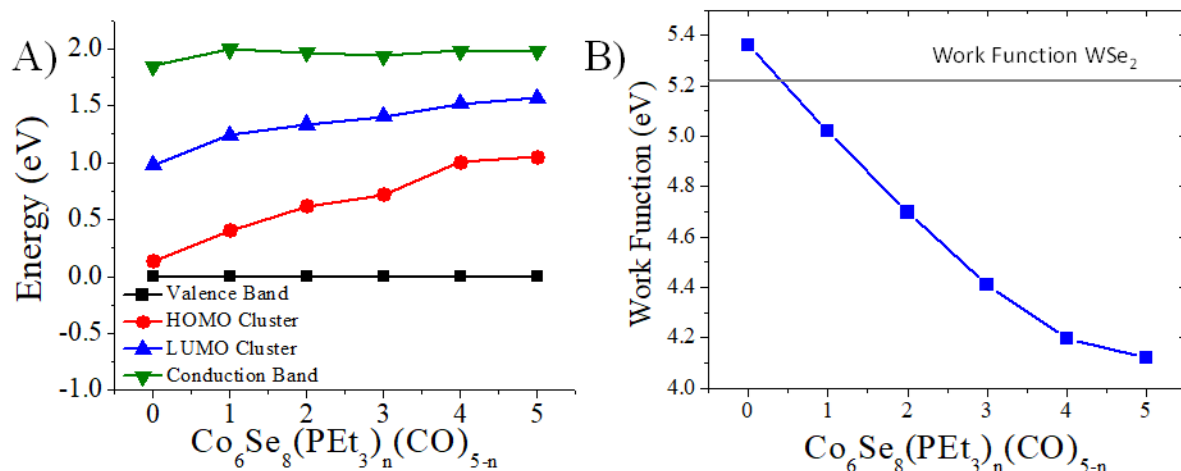 A)
Energy (eV)
2.0
1.5
1.0
0.5
0.0
-0.5
-1.0
Valence Band
HOMO Cluster
LUMO Cluster
Conduction Band
0 1 2 3 4 5
Co₆Se₈(PEt₃)ₙ(CO)₅₋ₙ
B)
Work Function (eV)
5.4
5.2
5.0
4.8
4.6
4.4
4.2
4.0
Work Function WSe₂
0 1 2 3 4 5
Co₆Se₈(PEt₃)ₙ(CO)₅₋ₙ